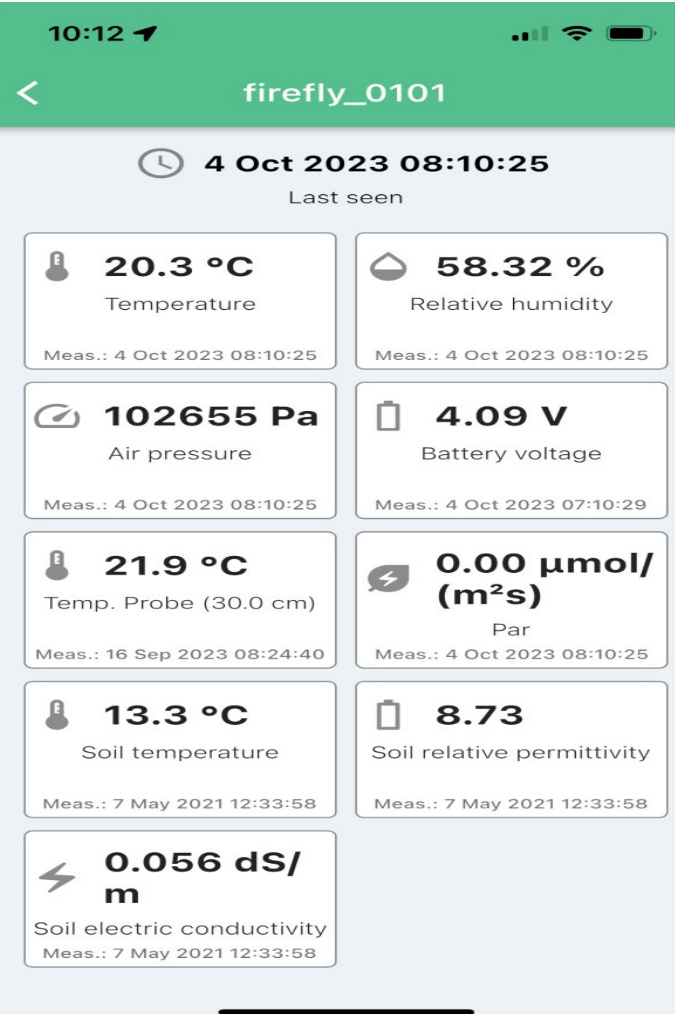 10:12
firefly_0101
4 Oct 2023 08:10:25
Last seen
20.3 °C
Temperature
Meas.: 4 Oct 2023 08:10:25
58.32 %
Relative humidity
Meas.: 4 Oct 2023 08:10:25
102655 Pa
Air pressure
Meas.: 4 Oct 2023 08:10:25
4.09 V
Battery voltage
Meas.: 4 Oct 2023 07:10:29
21.9 °C
Temp. Probe (30.0 cm)
Meas.: 16 Sep 2023 08:24:40
0.00 µmol/
(m²s)
Par
Meas.: 4 Oct 2023 08:10:25
13.3 °C
Soil temperature
Meas.: 7 May 2021 12:33:58
8.73
Soil relative permittivity
Meas.: 7 May 2021 12:33:58
0.056 dS/
m
Soil electric conductivity
Meas.: 7 May 2021 12:33:58